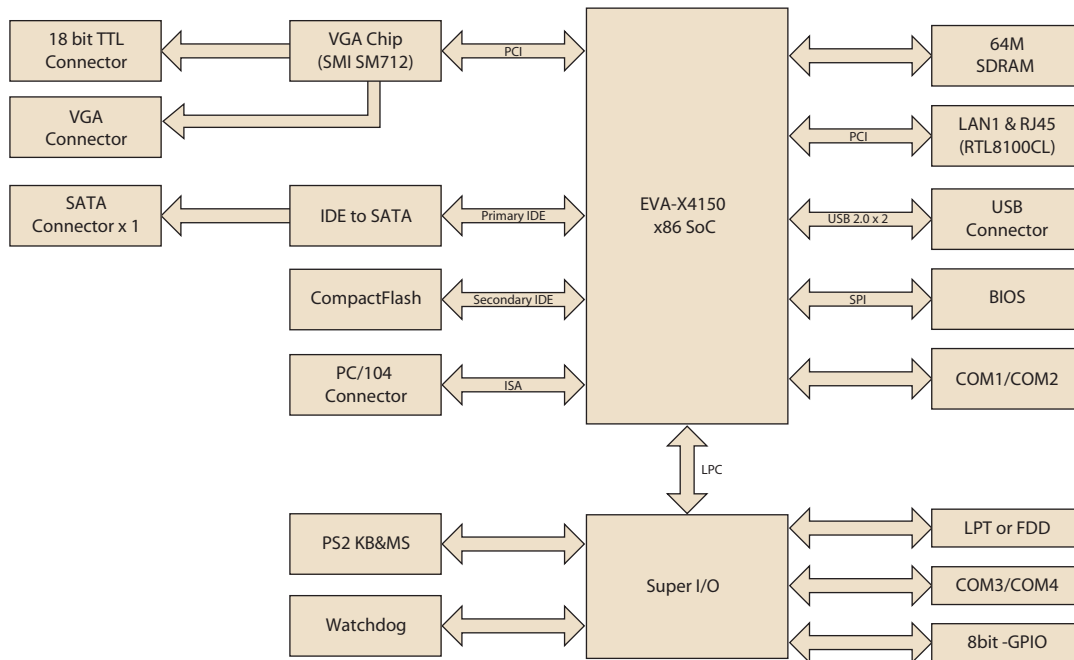 18 bit TTL
Connector
VGA Chip
(SMI SM712)
PCI
64M
SDRAM
VGA
Connector
PCI
LAN1 & RJ45
(RTL8100CL)
SATA
Connector x 1
IDE to SATA
Primary IDE
EVA-X4150
x86 SoC
USB 2.0 x 2
USB
Connector
CompactFlash
Secondary IDE
SPI
BIOS
PC/104
Connector
ISA
COM1/COM2
LPC
PS2 KB&MS
LPT or FDD
Super I/O
COM3/COM4
Watchdog
8bit -GPIO